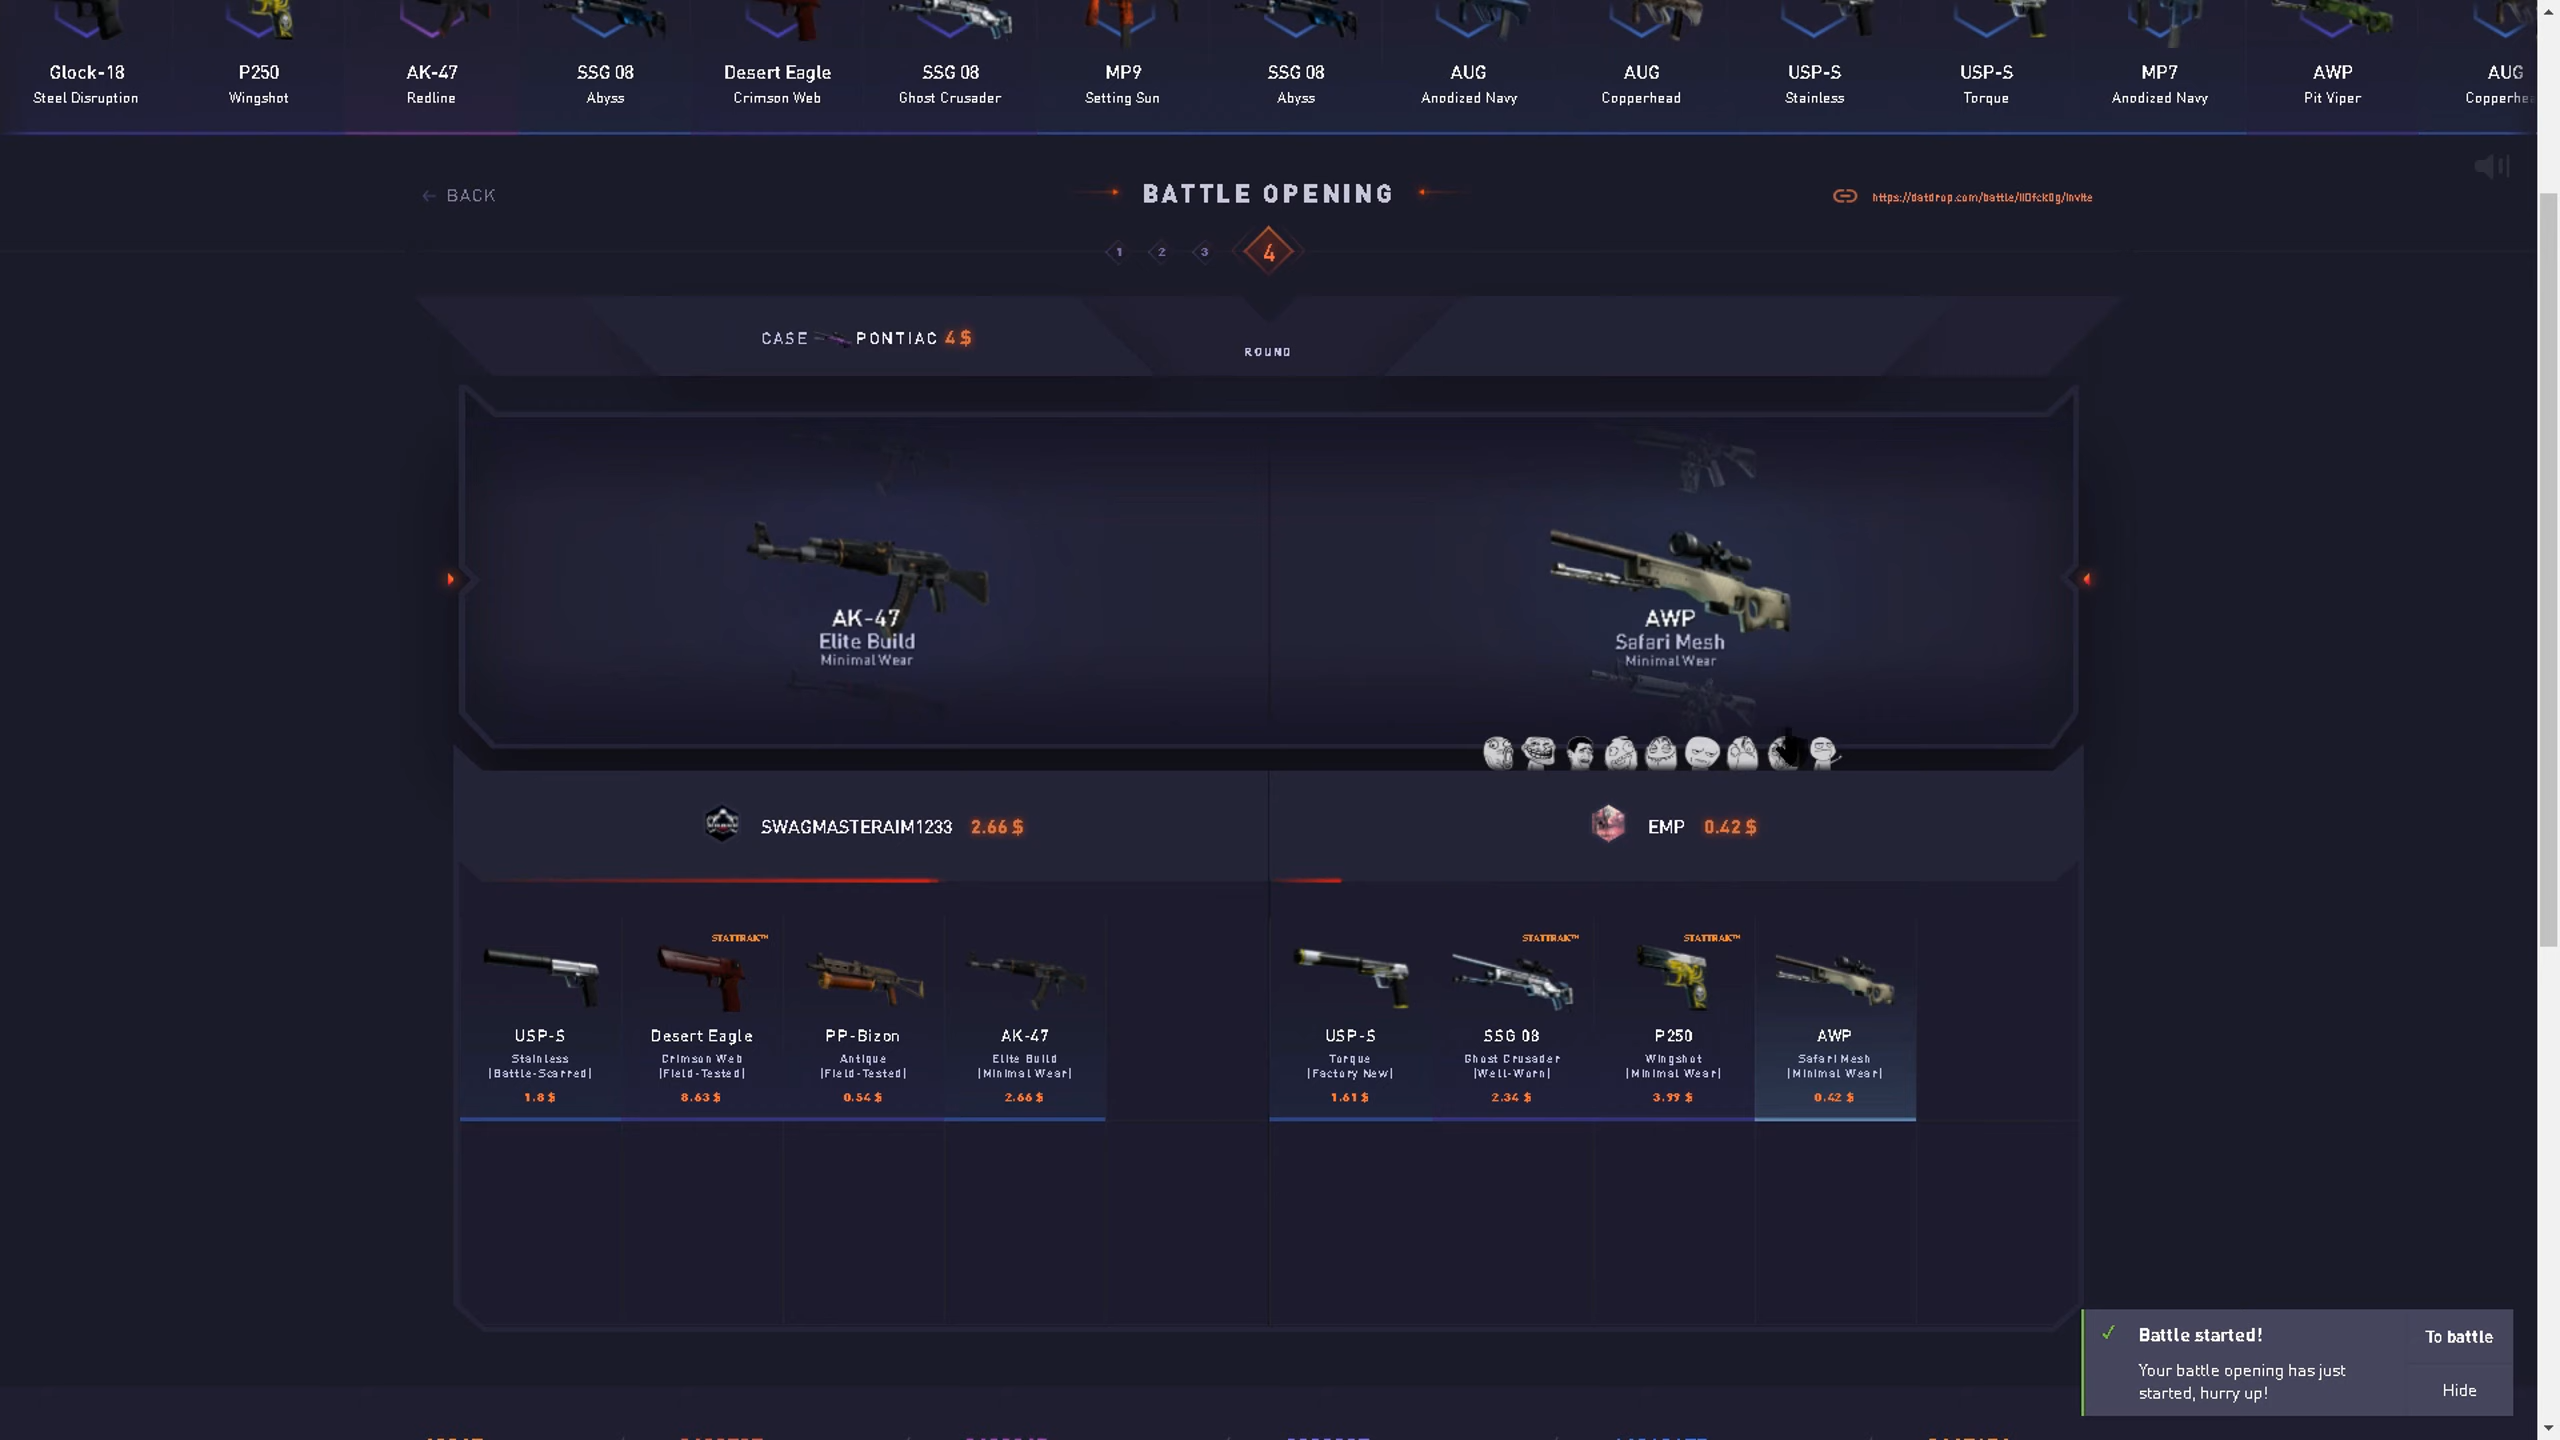 Glock-18
Steel Disruption
P250
Wingshot
AK-47
Redline
SSG 08
Abyss
Desert Eagle
Crimson Web
SSG 08
Ghost Crusader
MP9
Setting Sun
SSG 08
Abyss
AUG
Anodized Navy
AUG
Copperhead
USP-S
Stainless
USP-S
Torque
MP7
Anodized Navy
AWP
Pit Viper
AUG
← BACK
BATTLE OPENING
1 2 3 4
CASE PONTIAC 4 $
ROUND
AK-47
Elite Build
Minimal Wear
AWP
Safari Mesh
Minimal Wear
SWAGMASTERAIM1233 2.66 $
EMP 0.42 $
USP-S
Stainless
|Battle-Scarred|
1.8 $
STATTRAK™
Desert Eagle
Crimson Web
|Field-Tested|
8.63 $
PP-Bizon
Antique
|Field-Tested|
0.54 $
AK-47
Elite Build
|Minimal Wear|
2.66 $
USP-S
Torque
|Factory New|
1.61 $
STATTRAK™
SSG 08
Ghost Crusader
|Well-Worn|
2.34 $
STATTRAK™
P250
Wingshot
|Minimal Wear|
3.99 $
AWP
Safari Mesh
|Minimal Wear|
0.42 $
Battle started!
Your battle opening has just
started, hurry up!
To battle
Hide